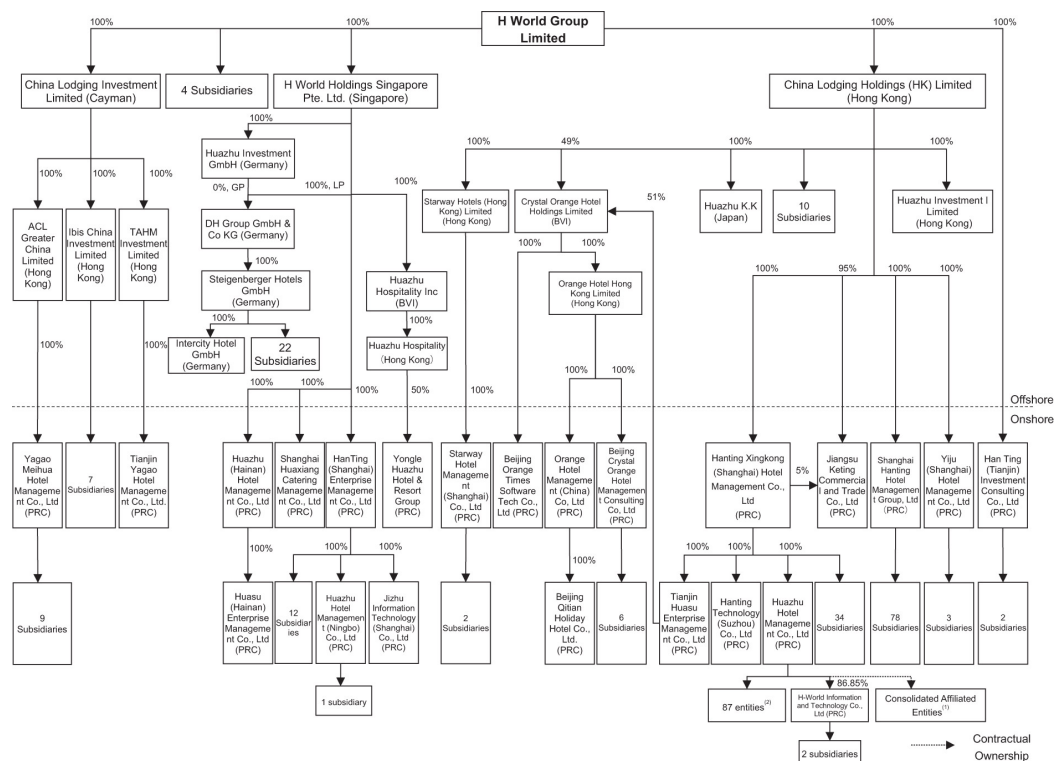 H World Group
Limited
100%
100%
100%
100%
100%
China Lodging Investment
Limited (Cayman)
4 Subsidiaries
H World Holdings Singapore
Pte. Ltd. (Singapore)
China Lodging Holdings (HK) Limited
(Hong Kong)
100%
Huazhu Investment
GmbH (Germany)
100%
100%
100%
0%, GP
100%, LP
100%
100%
49%
100%
100%
100%
51%
ACL
Greater
China
Limited
(Hong
Kong)
Ibis China
Investment
Limited
(Hong
Kong)
TAHM
Investment
Limited
(Hong
Kong)
DH Group GmbH &
Co KG (Germany)
100%
Steigenberger Hotels
GmbH
(Germany)
100%
Intercity Hotel
GmbH
(Germany)
22
Subsidiaries
Huazhu
Hospitality Inc
(BVI)
100%
Huazhu Hospitality
(Hong Kong)
50%
Starway Hotels (Hong
Kong) Limited
(Hong Kong)
Crystal Orange Hotel
Holdings Limited
(BVI)
100%
100%
Orange Hotel Hong
Kong Limited
(Hong Kong)
Huazhu K.K
(Japan)
10
Subsidiaries
Huazhu Investment I
Limited
(Hong Kong)
100%
95%
100%
100%
100%
100%
100%
100%
100%
100%
100%
100%
Offshore
Onshore
Yagao
Meihua
Hotel
Management
nt Co., Ltd
(PRC)
7
Subsidiaries
Tianjin
Yagao
Hotel
Manageme
nt Co., Ltd.
(PRC)
Huazhu
(Hainan)
Hotel
Manageme
nt Co., Ltd
(PRC)
Shanghai
Huaxiang
Catering
Manageme
nt Co., Ltd
(PRC)
HanTing
(Shanghai)
Enterprise
Manageme
nt Co., Ltd
(PRC)
Yongle
Huazhu
Hotel &
Resort
Group
(PRC)
Starway
Hotel
Manageme
nt
(Shanghai)
Co., Ltd
(PRC)
Beijing
Orange
Times
Software
Tech Co.,
Ltd (PRC)
Orange
Hotel
Management
(China) Co.,
Ltd (PRC)
Beijing
Crystal
Orange
Hotel
Managemen
t Consulting
Co, Ltd
(PRC)
Hanting Xingkong
(Shanghai) Hotel
Management Co.,
Ltd
(PRC)
5%
Jiangsu
Keting
Commercia
l and Trade
Co., Ltd
(PRC)
Shanghai
Hanting
Hotel
Managemen
t Group, Ltd
(PRC)
Yiju
(Shanghai)
Hotel
Manageme
nt Co., Ltd
(PRC)
Han Ting
(Tianjin)
Investment
Consulting
Co., Ltd
(PRC)
100%
100%
100%
100%
100%
100%
9
Subsidiaries
Huasu
(Hainan)
Enterprise
Manageme
nt Co., Ltd
(PRC)
12
Subsidiar
ies
Huazhu
Hotel
Managemen
t (Ningbo)
Co., Ltd
(PRC)
Jizhu
Information
Technology
(Shanghai)
Co., Ltd
(PRC)
2
Subsidiaries
Beijing
Qitian
Holiday
Hotel Co.,
Ltd.
(PRC)
6
Subsidiaries
Tianjin
Huasu
Enterprise
Manageme
nt Co., Ltd
(PRC)
Hanting
Technology
(Suzhou)
Co., Ltd
(PRC)
Huazhu
Hotel
Manageme
nt Co., Ltd
(PRC)
34
Subsidiaries
78
Subsidiaries
3
Subsidiaries
2
Subsidiaries
1 subsidiary
86.85%
87 entities(2)
H-World Information
and Technology Co.,
Ltd (PRC)
Consolidated Affiliated
Entities(1)
2 subsidiaries
Contractual
Ownership